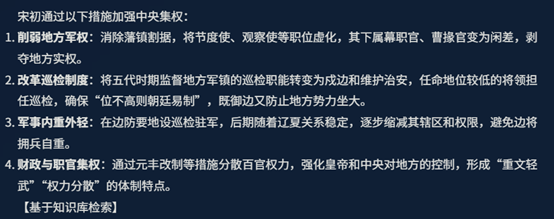 宋初通过以下措施加强中央集权：
1. 削弱地方军权：消除藩镇割据，将节度使、观察使等职位虚化，其下属幕职官、曹掾官变为闲差，剥
夺地方实权。
2. 改革巡检制度：将五代时期监督地方军镇的巡检职能转变为戍边和维护治安，任命地位较低的将领担
任巡检，确保“位不高则朝廷易制”，既御边又防止地方势力坐大。
3. 军事内重外轻：在边防要地设巡检驻军，后期随着辽夏关系稳定，逐步缩减其辖区和权限，避免边将
拥兵自重。
4. 财政与职官集权：通过元丰改制等措施分散百官权力，强化皇帝和中央对地方的控制，形成“重文轻
武”“权力分散”的体制特点。
【基于知识库检索】